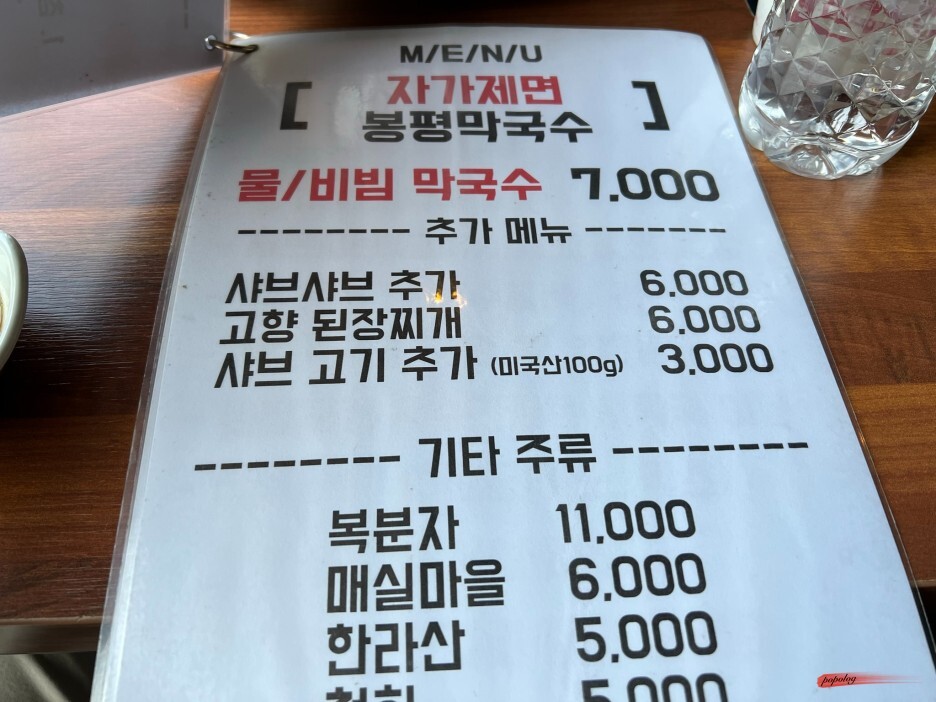 M/E/N/U
[ 자가제면 ]
봉평막국수
물/비빔 막국수 7,000
-------- 추가 메뉴 -------
샤브샤브 추가 6,000
고향 된장찌개 6,000
샤브 고기 추가 (미국산100g) 3,000
-------- 기타 주류 --------
복분자 11,000
매실마을 6,000
한라산 5,000
5,000
popolog